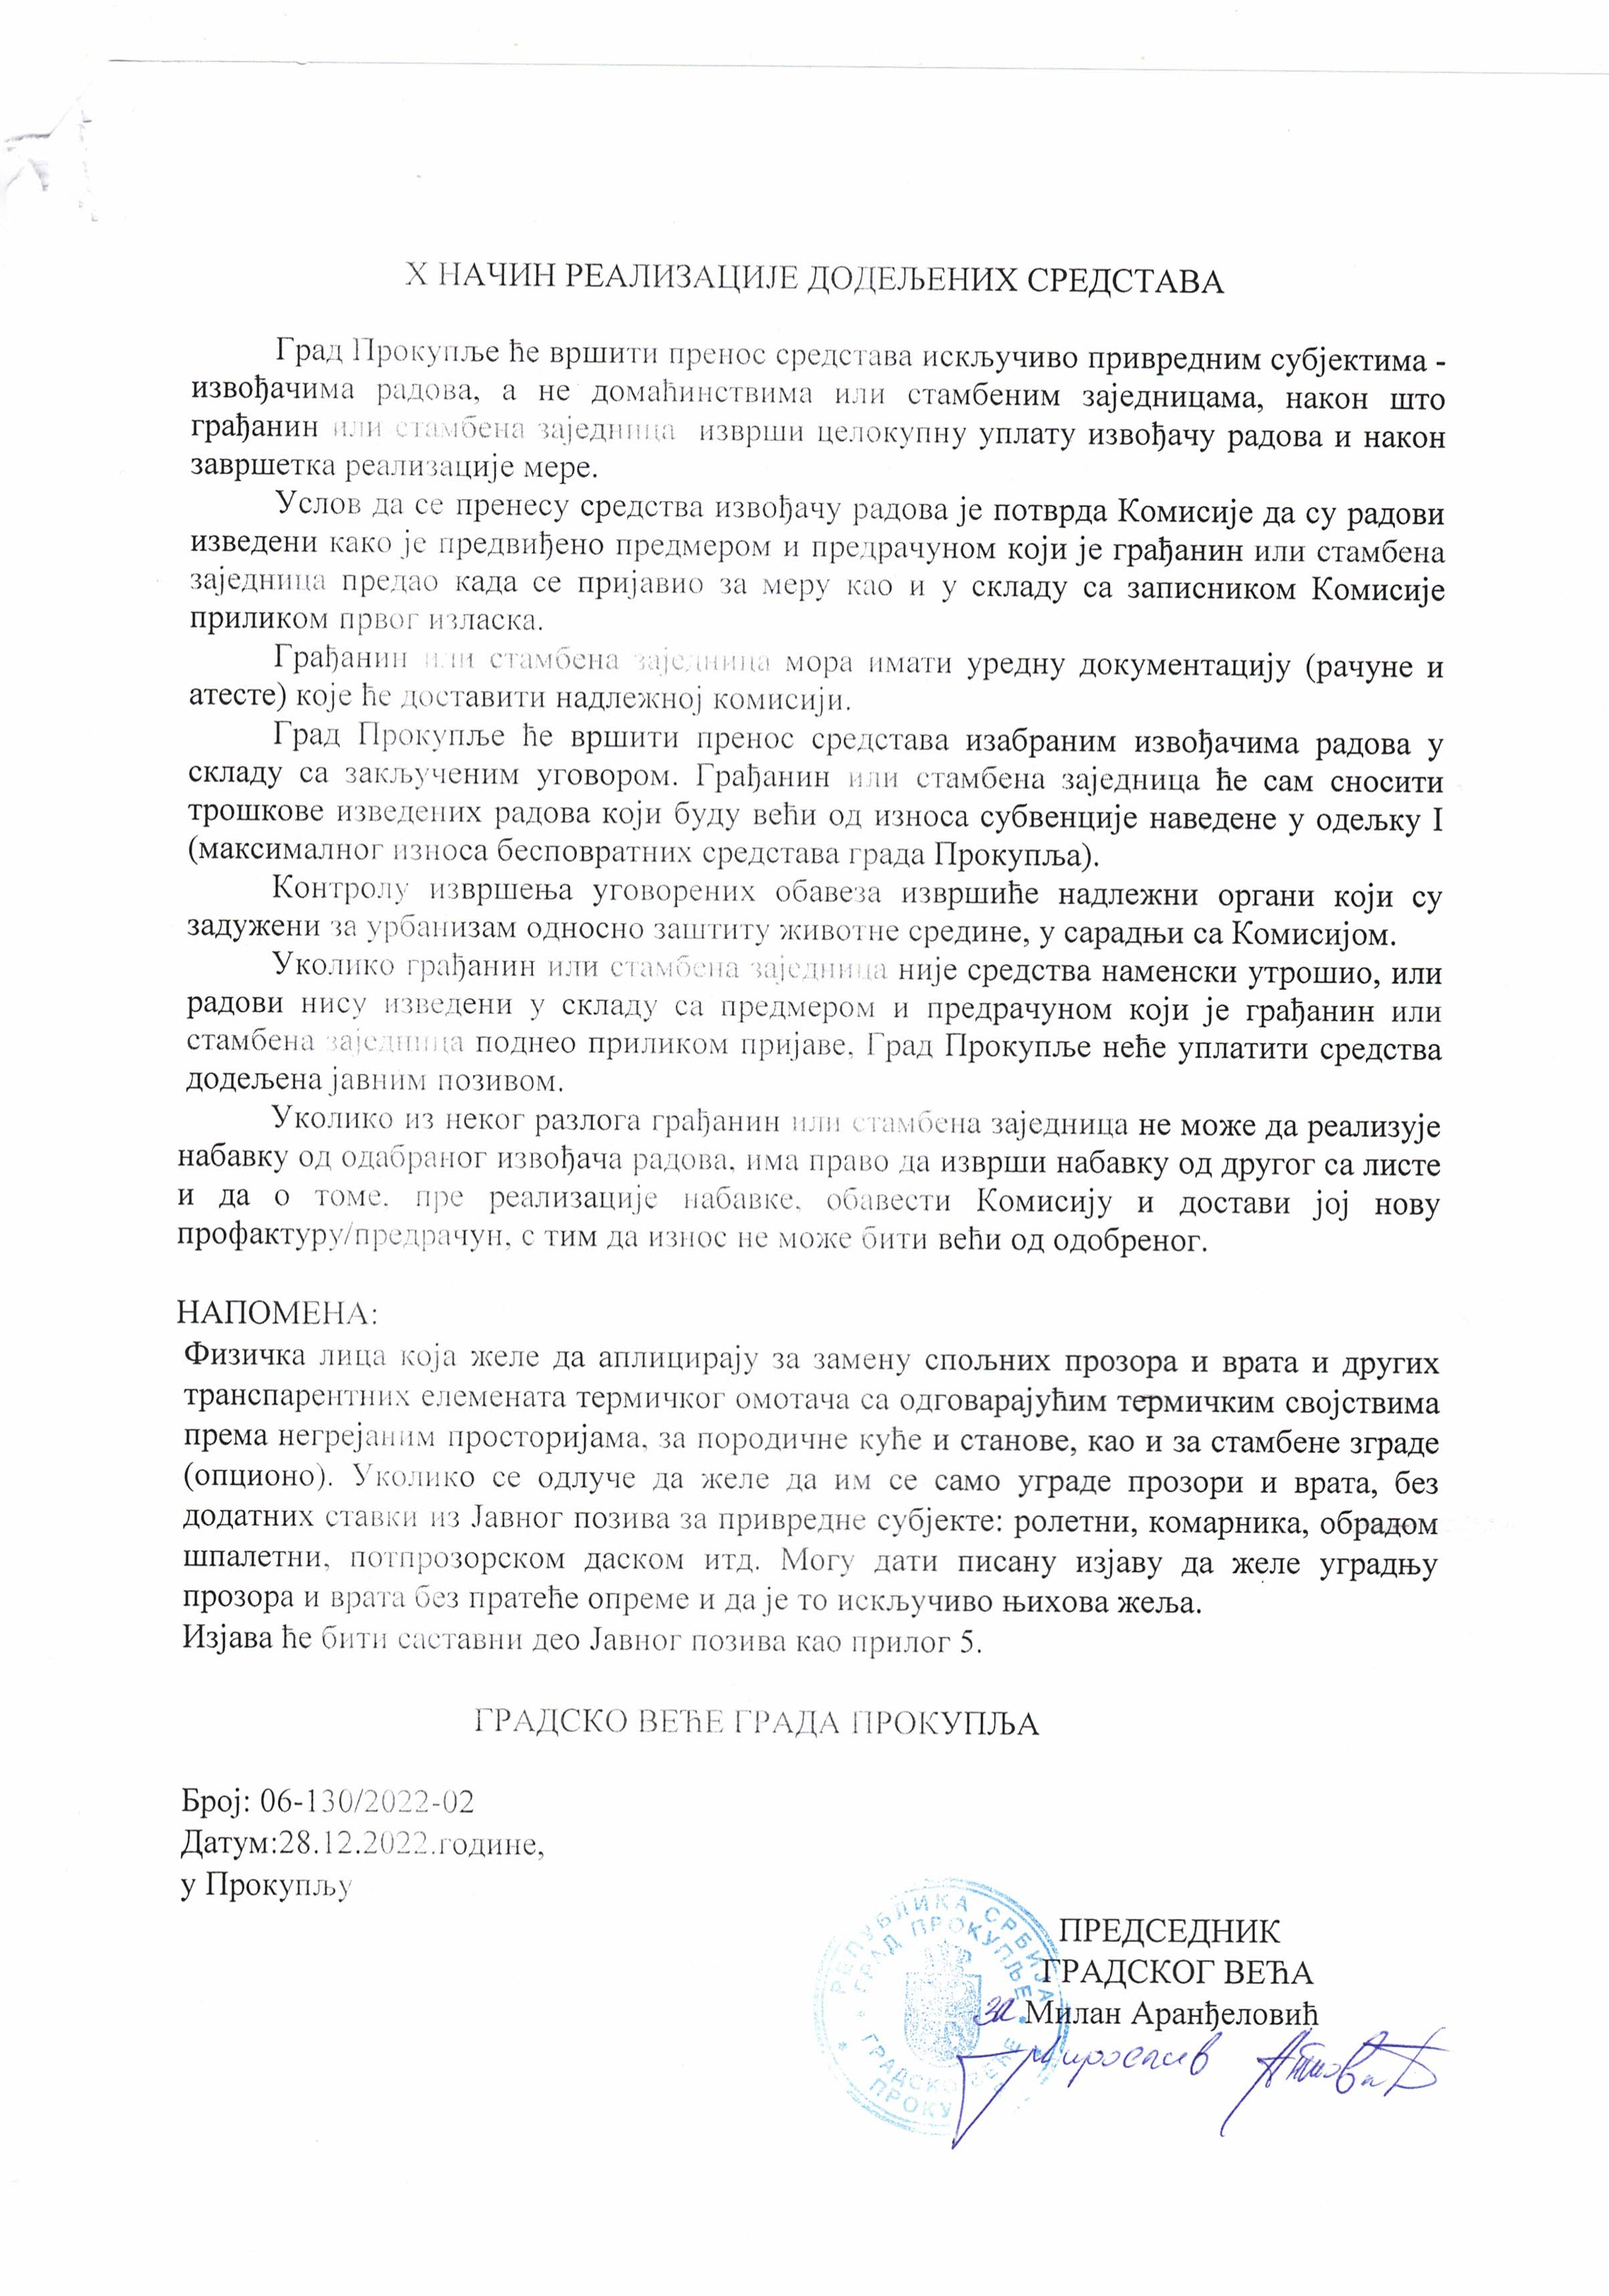 X НАЧИН РЕАЛИЗАЦИЈЕ ДОДЕЉЕНИХ СРЕДСТАВА
Град Прокупље ће вршити пренос средстава искључиво привредним субјектима -
извођачима радова, а не домаћинствима или стамбеним заједницама, након што
грађанин или стамбена заједница изврши целокупну уплату извођачу радова и након
завршетка реализације мере.
Услов да се пренесу средства извођачу радова је потврда Комисије да су радови
изведени како је предвиђено предмером и предрачуном који је грађанин или стамбена
заједница предао када се пријавио за меру као и у складу са записником Комисије
приликом првог изласка.
Грађанин или стамбена заједница мора имати уредну документацију (рачуне и
атесте) које ће доставити надлежној комисији.
Град Прокупље ће вршити пренос средстава изабраним извођачима радова у
складу са закљученим уговором. Грађанин или стамбена заједница ће сам сносити
трошкове изведених радова који буду већи од износа субвенције наведене у одељку I
(максималног износа бесповратних средстава града Прокупља).
Контролу извршења уговорених обавеза извршиће надлежни органи који су
задужени за урбанизам односно заштиту животне средине, у сарадњи са Комисијом.
Уколико грађанин или стамбена заједница није средства наменски утрошио, или
радови нису изведени у складу са предмером и предрачуном који је грађанин или
стамбена заједница поднео приликом пријаве, Град Прокупље неће уплатити средства
додељена јавним позивом.
Уколико из неког разлога грађанин или стамбена заједница не може да реализује
набавку од одабраног извођача радова, има право да изврши набавку од другог са листе
и да о томе, пре реализације набавке, обавести Комисију и достави јој нову
профактуру/предрачун, с тим да износ не може бити већи од одобреног.
НАПОМЕНА:
Физичка лица која желе да аплицирају за замену спољних прозора и врата и других
транспарентних елемената термичког омотача са одговарајућим термичким својствима
према негрејаним просторијама, за породичне куће и станове, као и за стамбене зграде
(опционо). Уколико се одлуче да желе да им се само уграде прозори и врата, без
додатних ставки из Јавног позива за привредне субјекте: ролетни, комарника, обрадом
шпалетни, потпрозорском даском итд. Могу дати писану изјаву да желе уградњу
прозора и врата без пратеће опреме и да је то искључиво њихова жеља.
Изјава ће бити саставни део Јавног позива као прилог 5.
ГРАДСКО ВЕЋЕ ГРАДА ПРОКУПЉА
Број: 06-130/2022-02
Датум:28.12.2022.године,
у Прокупљу
РЕПУБЛИКА СРБИЈА
ГРАД ПРОКУПЉЕ
ГРАДСКО ВЕЋЕ
ПРОКУ
ПРЕДСЕДНИК
ГРАДСКОГ ВЕЋА
за Милан Аранђеловић
Мирослав